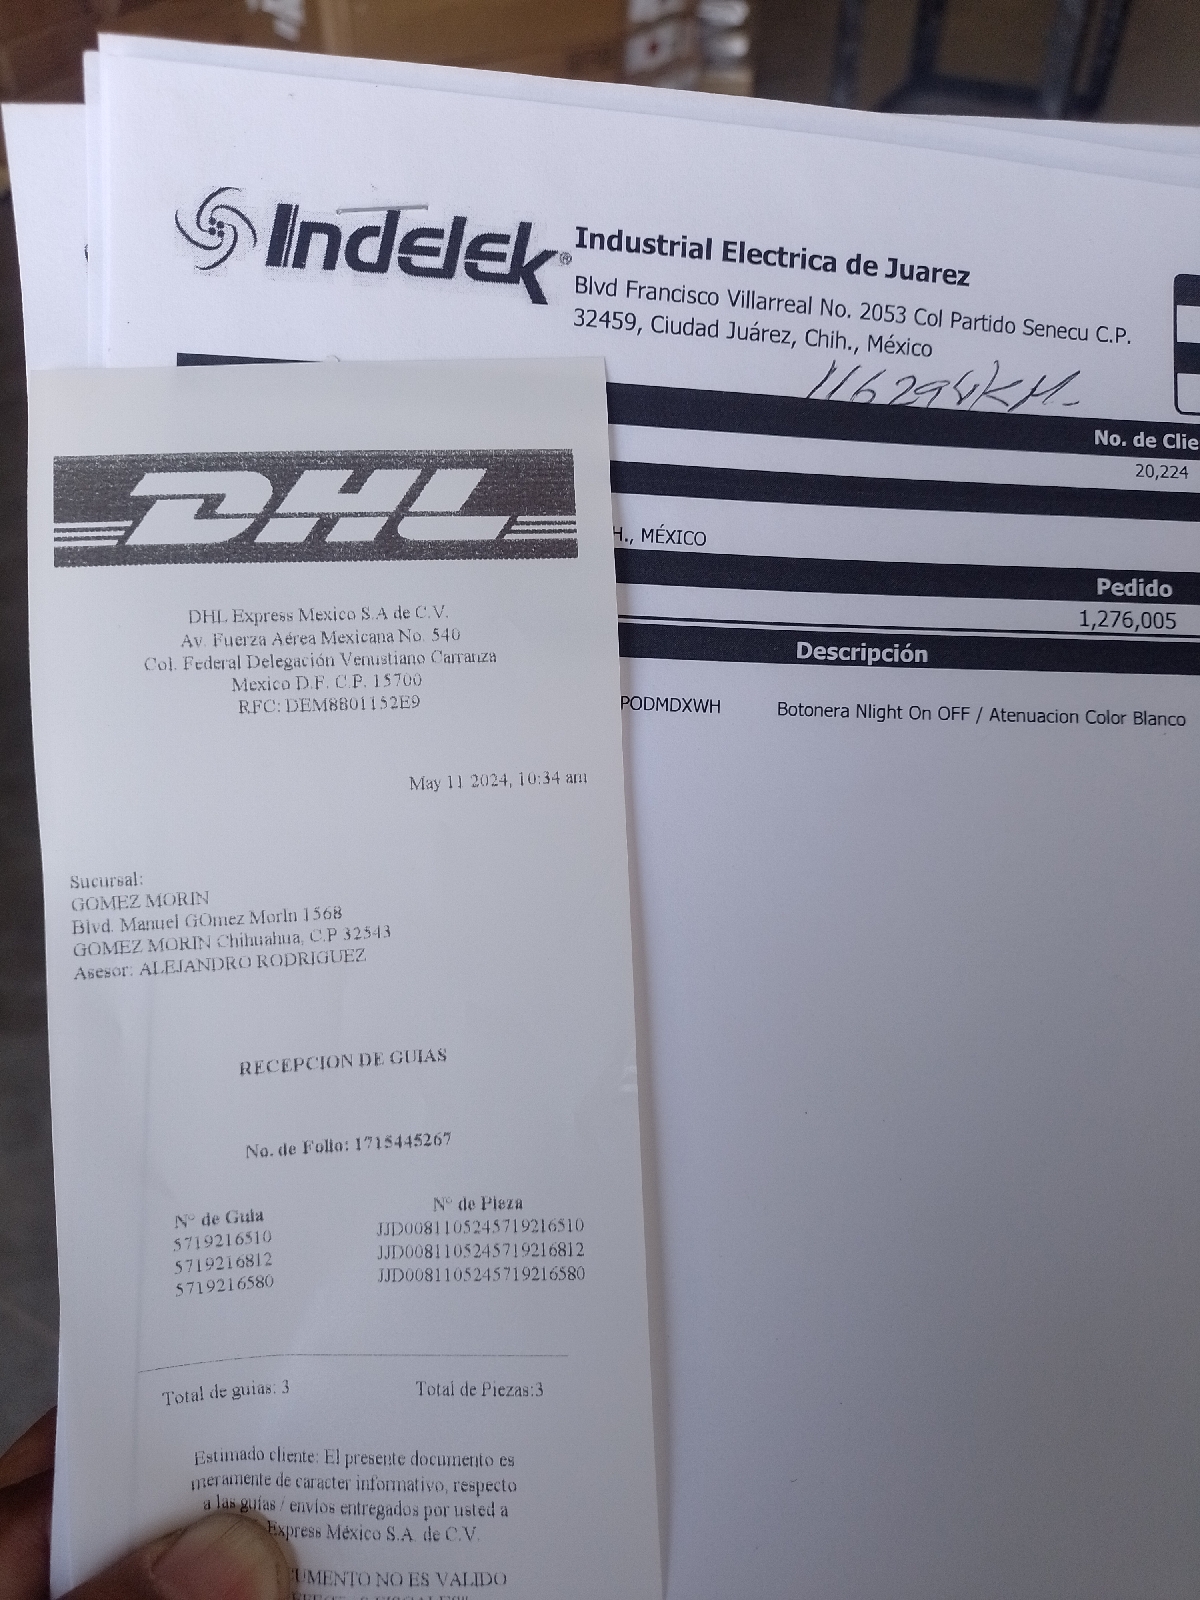 Indelek®
Industrial Electrica de Juarez
Blvd Francisco Villarreal No. 2053 Col Partido Senecu C.P.
32459, Ciudad Juárez, Chih., México
No. de Clie
20,224
H., MÉXICO
Pedido
1,276,005
Descripción
PODMDXWH Botonera Nlight On OFF / Atenuacion Color Blanco
DHL
DHL Express Mexico S.A de C.V.
Av. Fuerza Aérea Mexicana No. 540
Col. Federal Delegación Venustiano Carranza
Mexico D.F. C.P. 15700
RFC: DEM8801152E9
May 11 2024, 10:34 am
Sucursal:
GOMEZ MORIN
Blvd. Manuel GOmez MorIn 1568
GOMEZ MORIN Chihuahua, C.P 32543
Asesor: ALEJANDRO RODRIGUEZ
RECEPCION DE GUIAS
No. de Folio: 1715445267
N° de Guia N° de Pieza
5719216510 JJD0081105245719216510
5719216812 JJD0081105245719216812
5719216580 JJD0081105245719216580
Total de guias: 3 Total de Piezas:3
Estimado cliente: El presente documento es
meramente de caracter informativo, respecto
a las guías / envios entregados por usted a
Express México S.A. de C.V.
UMENTO NO ES VALIDO